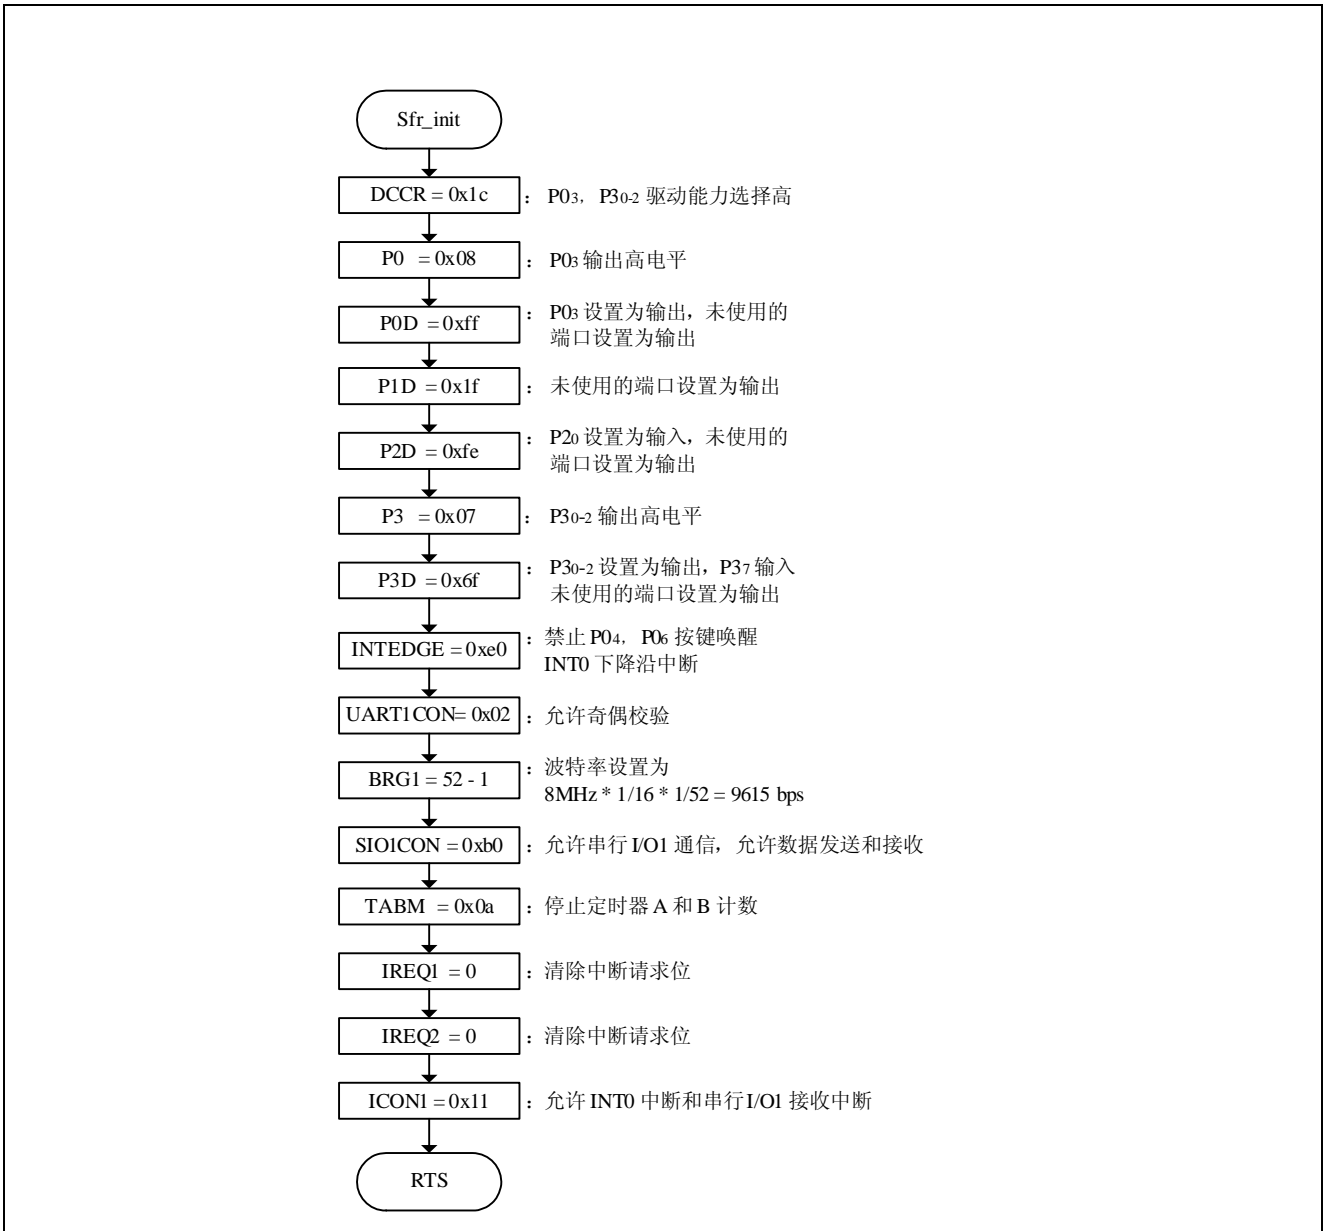 Sfr_init
DCCR = 0x1c : P03，P30-2 驱动能力选择高
P0 = 0x08 : P03 输出高电平
P0D = 0xff : P03 设置为输出，未使用的
端口设置为输出
P1D = 0x1f : 未使用的端口设置为输出
P2D = 0xfe : P20 设置为输入，未使用的
端口设置为输出
P3 = 0x07 : P30-2 输出高电平
P3D = 0x6f : P30-2 设置为输出，P37 输入
未使用的端口设置为输出
INTEDGE = 0xe0 : 禁止 P04，P06 按键唤醒
INT0 下降沿中断
UART1CON= 0x02 : 允许奇偶校验
BRG1 = 52 - 1 : 波特率设置为
8MHz * 1/16 * 1/52 = 9615 bps
SIO1CON = 0xb0 : 允许串行 I/O1 通信，允许数据发送和接收
TABM = 0x0a : 停止定时器 A 和 B 计数
IREQ1 = 0 : 清除中断请求位
IREQ2 = 0 : 清除中断请求位
ICON1 = 0x11 : 允许 INT0 中断和串行 I/O1 接收中断
RTS